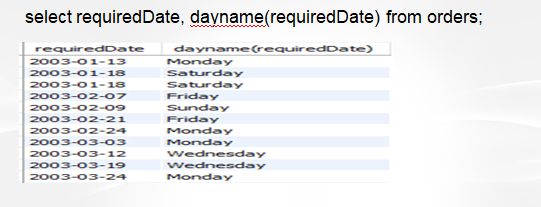 select requiredDate, dayname(requiredDate) from orders;
requiredDate dayname(requiredDate)
2003-01-13 Monday
2003-01-18 Saturday
2003-01-18 Saturday
2003-02-07 Friday
2003-02-09 Sunday
2003-02-21 Friday
2003-02-24 Monday
2003-03-03 Monday
2003-03-12 Wednesday
2003-03-19 Wednesday
2003-03-24 Monday